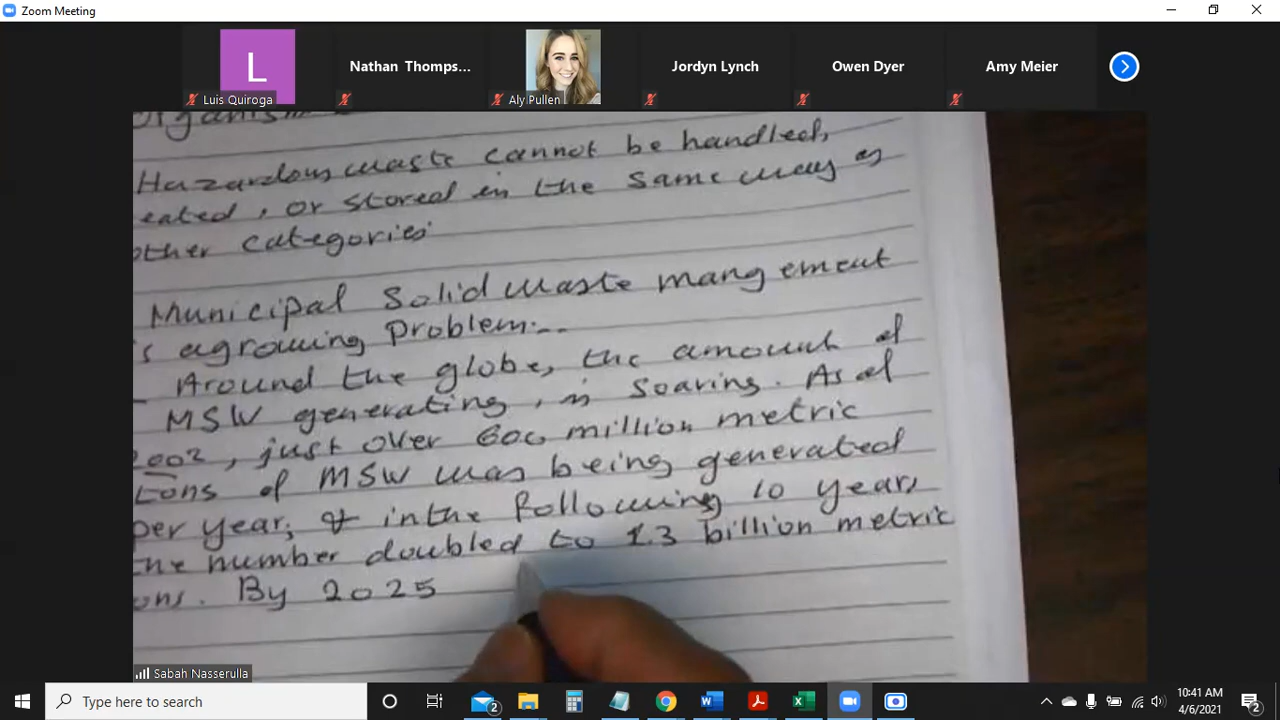 Zoom Meeting
L
Luis Quiroga
Nathan Thomps...
Aly Pullen
Jordyn Lynch
Owen Dyer
Amy Meier
Organism
Hazardous waste cannot be handled,
eated, or stored in the same way as
other categories
Municipal Solid waste mangement
is a growing problem...
Around the globe, the amount of
MSW generating, is soaring. As of
2002, just over 600 million metric
tons of MSW was being generated
per year, & in the following 10 years
the number doubled to 1.3 billion metric
ons. By 2025
Sabah Nasserulla
Type here to search
2
10:41 AM
4/6/2021
2